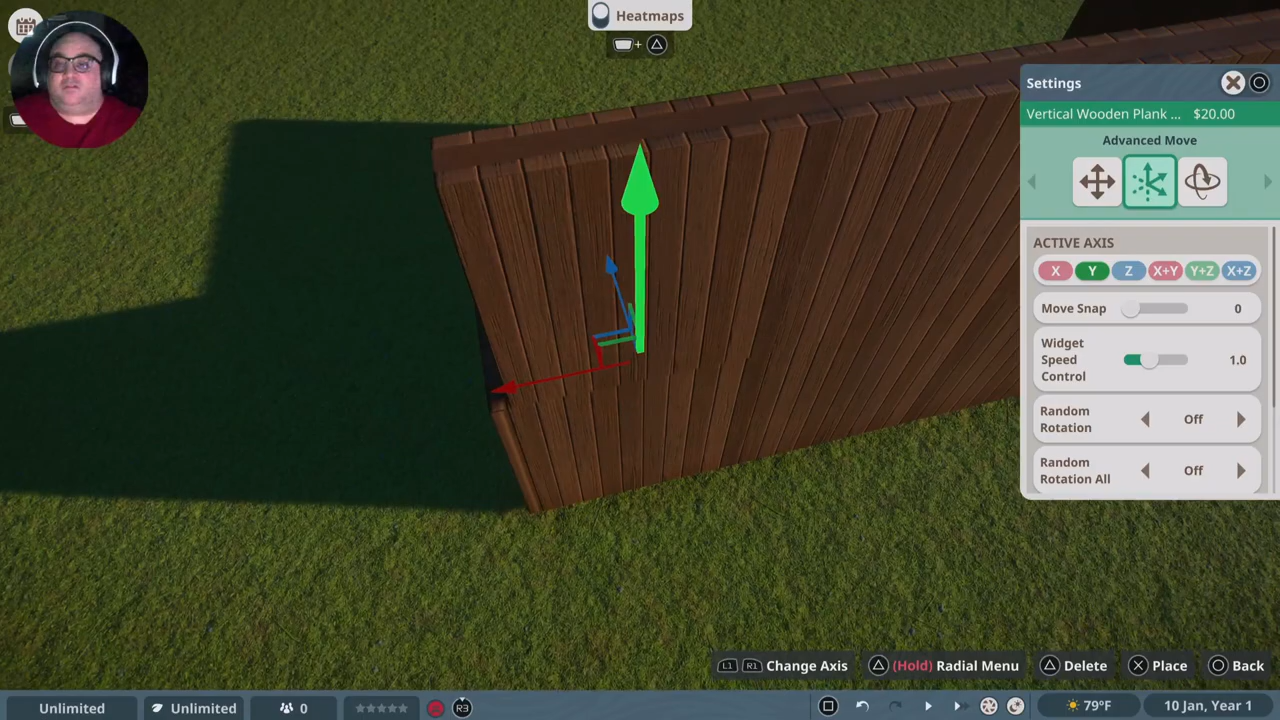 Heatmaps
+
Settings
Vertical Wooden Plank ... $20.00
Advanced Move
ACTIVE AXIS
X Y Z X+Y Y+Z X+Z
Move Snap 0
Widget
Speed
Control
1.0
Random
Rotation
Off
Random
Rotation All
Off
L1 R1 Change Axis (Hold) Radial Menu Delete Place Back
Unlimited Unlimited 0 R3 79°F 10 Jan, Year 1